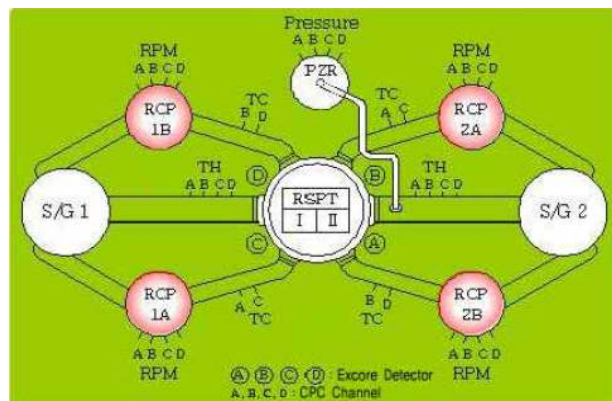 Pressure
A B C D
PZR
RPM
A B C D
RCP
1B
TC
B D
TC
A C
RPM
A B C D
RCP
2A
TH
A B C D
D
B
TH
A B C D
S/G 1
RSPT
I II
S/G 2
C
A
RCP
1A
A C
TC
B D
TC
RCP
2B
A B C D
RPM
A B C D
RPM
A B C D : Excore Detector
A, B, C, D : CPC Channel